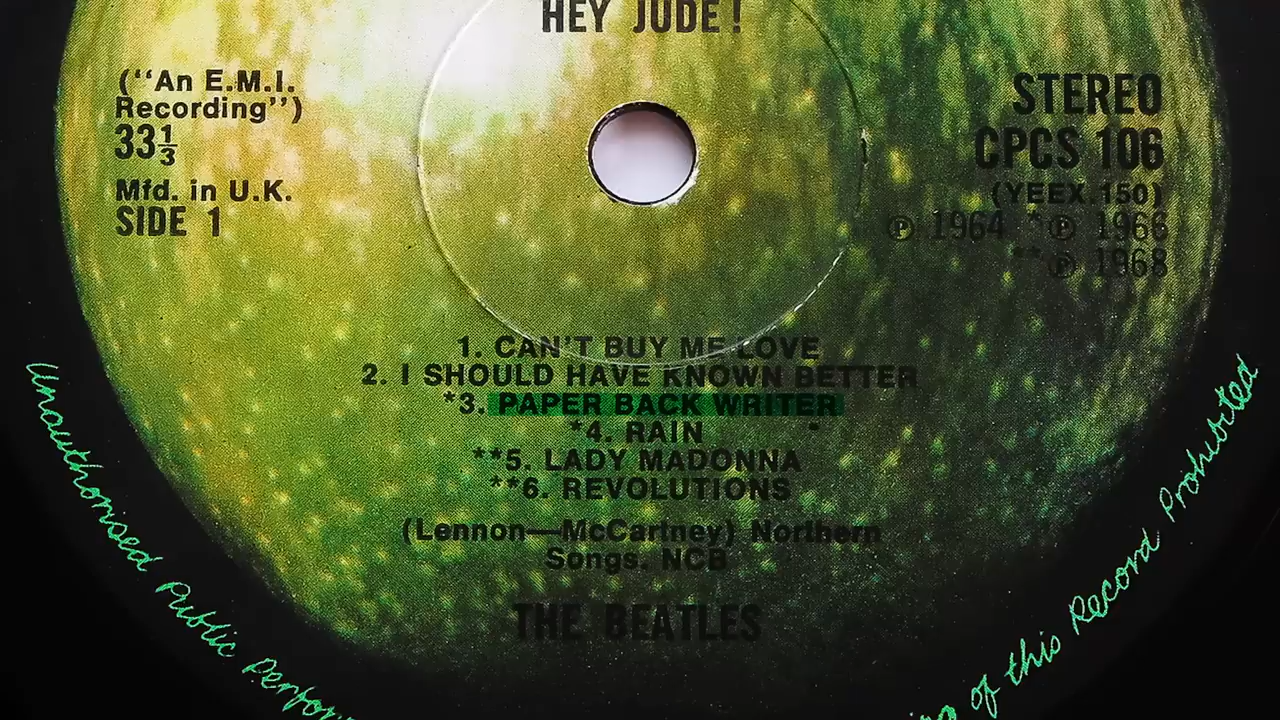 HEY JUDE!
("An E.M.I.
Recording")
33⅓
Mfd. in U.K.
SIDE 1
STEREO
CPCS 106
(YEEX.150)
℗ 1964 *℗ 1966
**℗ 1968
1. CAN'T BUY ME LOVE
2. I SHOULD HAVE KNOWN BETTER
*3. PAPER BACK WRITER
*4. RAIN
**5. LADY MADONNA
**6. REVOLUTIONS
(Lennon—McCartney) Northern
Songs. NCB
THE BEATLES
Unauthorised Public of this Record Prohibited